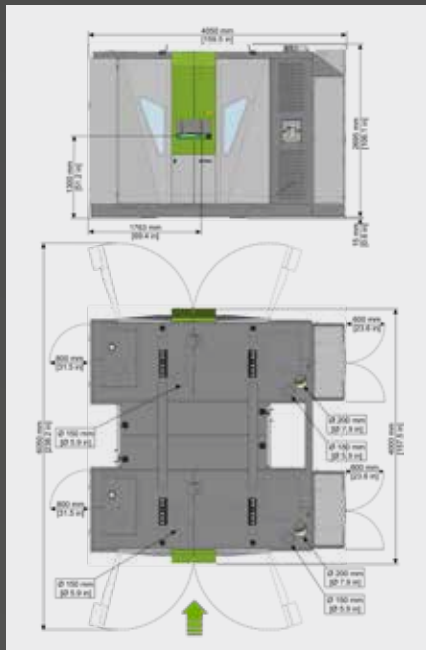 4050 mm
[159.5 in]
1300 mm
[51.2 in]
2695 mm
[106.1 in]
15 mm
[0.6 in]
1763 mm
[69.4 in]
600 mm
[23.6 in]
800 mm
[31.5 in]
Ø 200 mm
[Ø 7.9 in]
Ø 150 mm
[Ø 5.9 in]
Ø 150 mm
[Ø 5.9 in]
6050 mm
[238.2 in]
4000 mm
[157.5 in]
600 mm
[23.6 in]
800 mm
[31.5 in]
Ø 200 mm
[Ø 7.9 in]
Ø 150 mm
[Ø 5.9 in]
Ø 150 mm
[Ø 5.9 in]